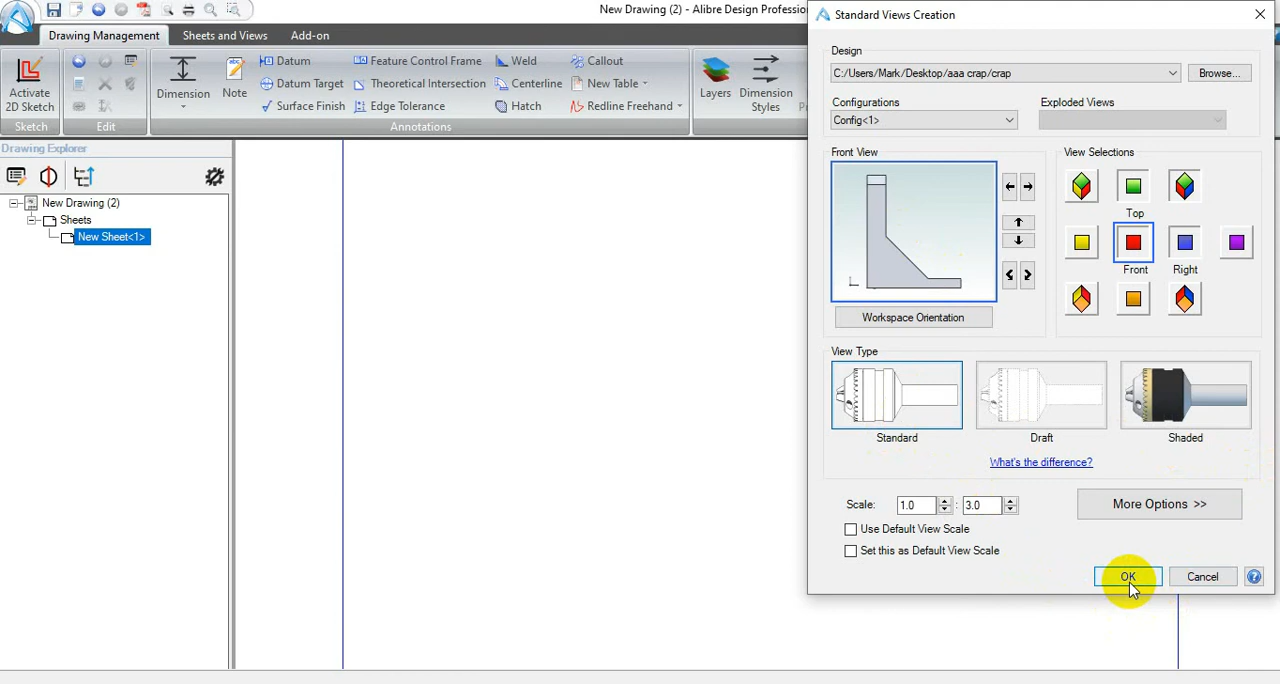 New Drawing (2) - Alibre Design Profession
Standard Views Creation
Drawing Management
Sheets and Views
Add-on
Activate
2D Sketch
Sketch
Edit
Dimension
Note
Datum
Datum Target
Surface Finish
Feature Control Frame
Theoretical Intersection
Edge Tolerance
Weld
Centerline
Hatch
Callout
New Table
Redline Freehand
Annotations
Layers
Dimension
Styles
Drawing Explorer
New Drawing (2)
Sheets
New Sheet<1>
Design
C:/Users/Mark/Desktop/aaa crap/crap
Browse...
Configurations
Exploded Views
Config<1>
Front View
View Selections
Top
Front
Right
Workspace Orientation
View Type
Standard
Draft
Shaded
What's the difference?
Scale:
1.0
:
3.0
More Options >>
Use Default View Scale
Set this as Default View Scale
OK
Cancel